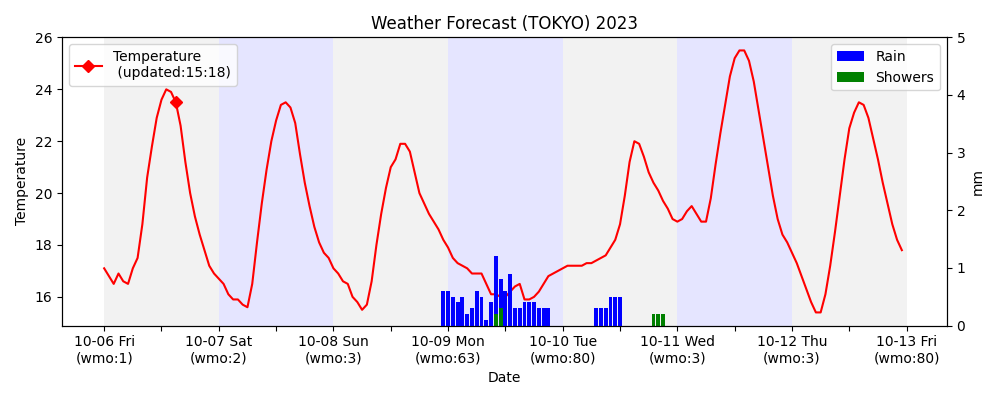 Weather Forecast (TOKYO) 2023
Temperature
(updated:15:18)
Rain
Showers
Temperature
26
24
22
20
18
16
5
4
3
2
1
0
mm
10-06 Fri
(wmo:1)
10-07 Sat
(wmo:2)
10-08 Sun
(wmo:3)
10-09 Mon
(wmo:63)
10-10 Tue
(wmo:80)
10-11 Wed
(wmo:3)
10-12 Thu
(wmo:3)
10-13 Fri
(wmo:80)
Date